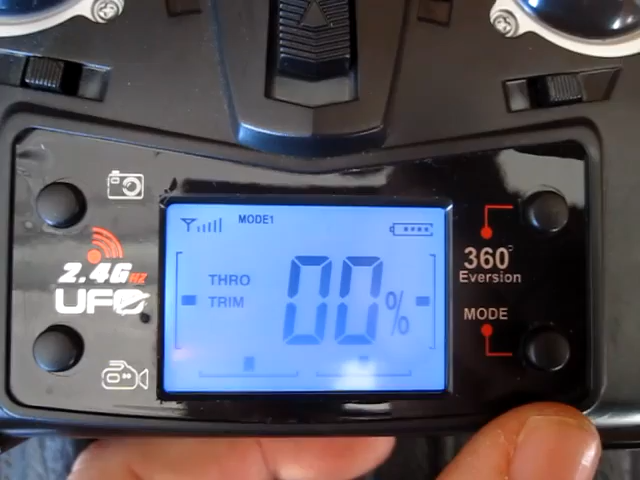 MODE1
THRO
TRIM
00%
2.4GHZ
UFO
360°
Eversion
MODE